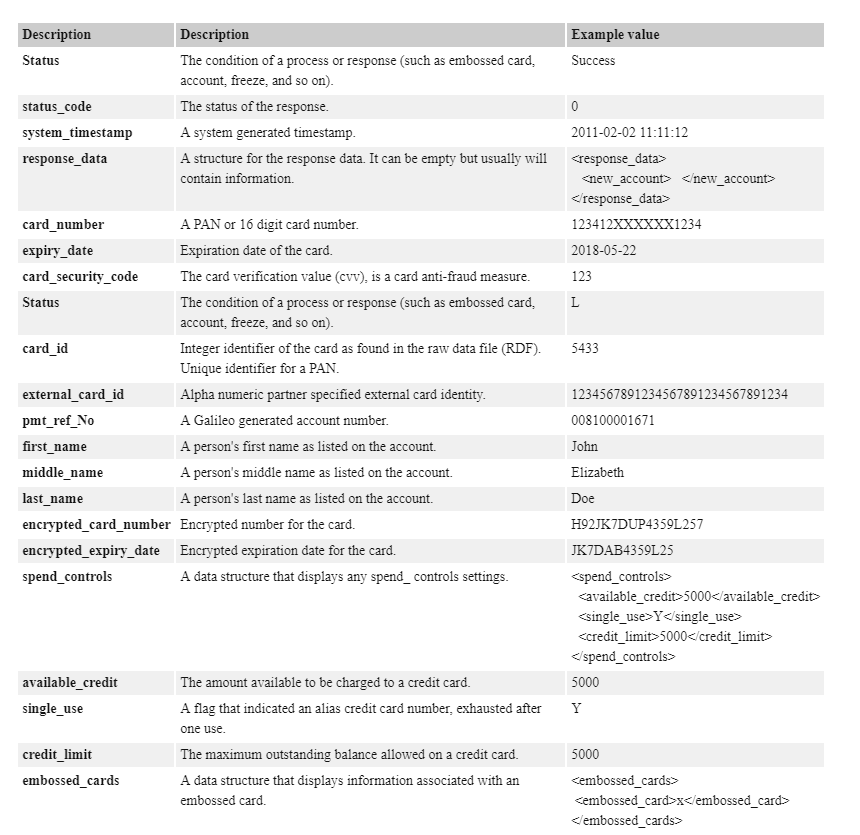 Description Description Example value
Status The condition of a process or response (such as embossed card, Success
account, freeze, and so on).
status_code The status of the response. 0
system_timestamp A system generated timestamp. 2011-02-02 11:11:12
response_data A structure for the response data. It can be empty but usually will <response_data>
contain information. <new_account> </new_account>
</response_data>
card_number A PAN or 16 digit card number. 123412XXXXXX1234
expiry_date Expiration date of the card. 2018-05-22
card_security_code The card verification value (cvv), is a card anti-fraud measure. 123
Status The condition of a process or response (such as embossed card, L
account, freeze, and so on).
card_id Integer identifier of the card as found in the raw data file (RDF). 5433
Unique identifier for a PAN.
external_card_id Alpha numeric partner specified external card identity. 1234567891234567891234567891234
pmt_ref_No A Galileo generated account number. 008100001671
first_name A person's first name as listed on the account. John
middle_name A person's middle name as listed on the account. Elizabeth
last_name A person's last name as listed on the account. Doe
encrypted_card_number Encrypted number for the card. H92JK7DUP4359L257
encrypted_expiry_date Encrypted expiration date for the card. JK7DAB4359L25
spend_controls A data structure that displays any spend_ controls settings. <spend_controls>
<available_credit>5000</available_credit>
<single_use>Y</single_use>
<credit_limit>5000</credit_limit>
</spend_controls>
available_credit The amount available to be charged to a credit card. 5000
single_use A flag that indicated an alias credit card number, exhausted after Y
one use.
credit_limit The maximum outstanding balance allowed on a credit card. 5000
embossed_cards A data structure that displays information associated with an <embossed_cards>
embossed card. <embossed_card>x</embossed_card>
</embossed_cards>